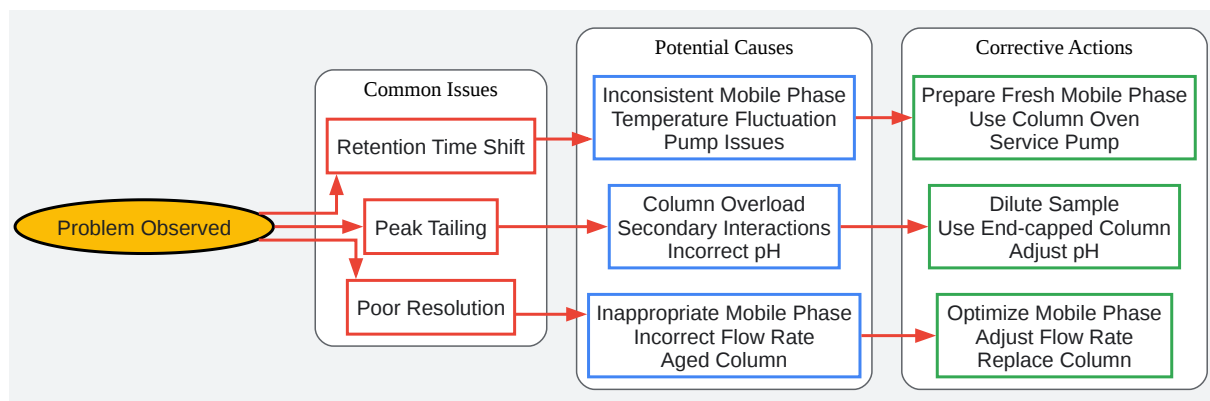 Problem Observed
Common Issues
Retention Time Shift
Peak Tailing
Poor Resolution
Potential Causes
Inconsistent Mobile Phase
Temperature Fluctuation
Pump Issues
Column Overload
Secondary Interactions
Incorrect pH
Inappropriate Mobile Phase
Incorrect Flow Rate
Aged Column
Corrective Actions
Prepare Fresh Mobile Phase
Use Column Oven
Service Pump
Dilute Sample
Use End-capped Column
Adjust pH
Optimize Mobile Phase
Adjust Flow Rate
Replace Column